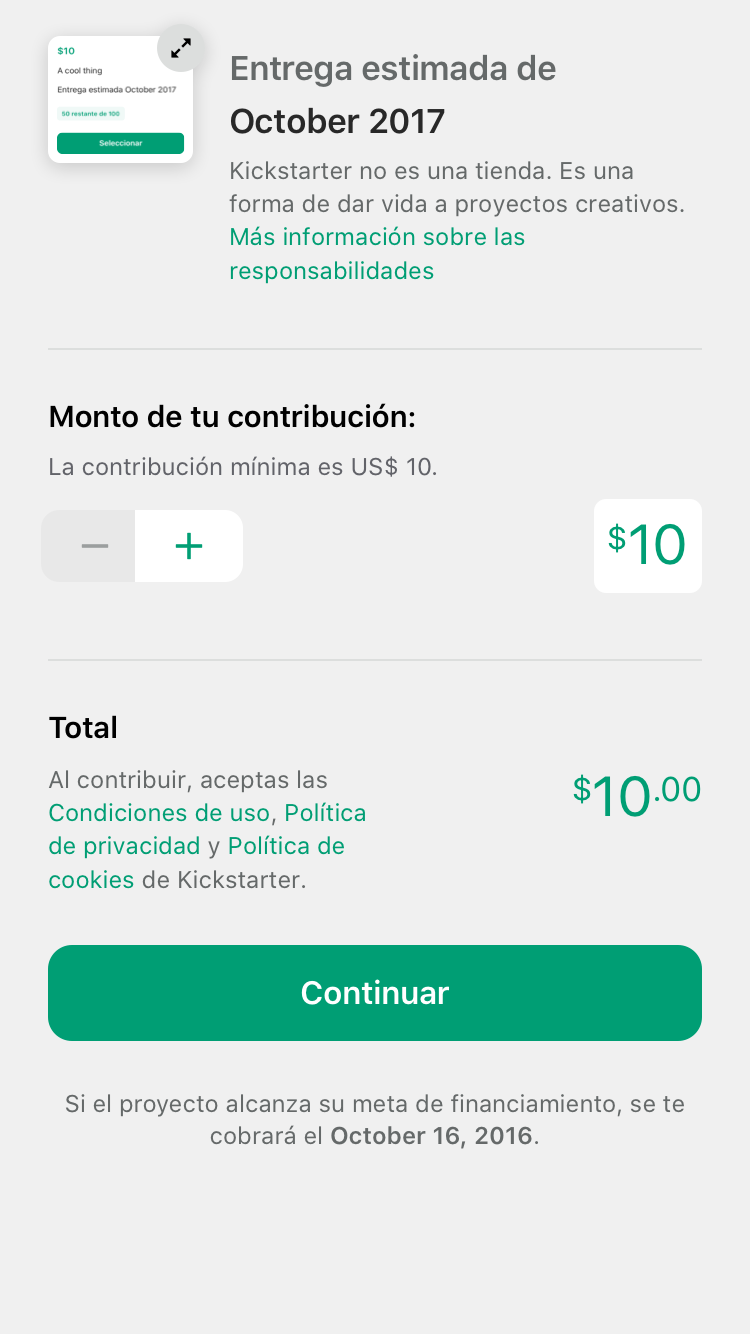 $10
A cool thing
Entrega estimada October 2017
50 restante de 100
Seleccionar
Entrega estimada de
October 2017
Kickstarter no es una tienda. Es una
forma de dar vida a proyectos creativos.
Más información sobre las
responsabilidades
Monto de tu contribución:
La contribución mínima es US$ 10.
$10
Total
Al contribuir, aceptas las
Condiciones de uso, Política
de privacidad y Política de
cookies de Kickstarter.
$10.00
Continuar
Si el proyecto alcanza su meta de financiamiento, se te
cobrará el October 16, 2016.